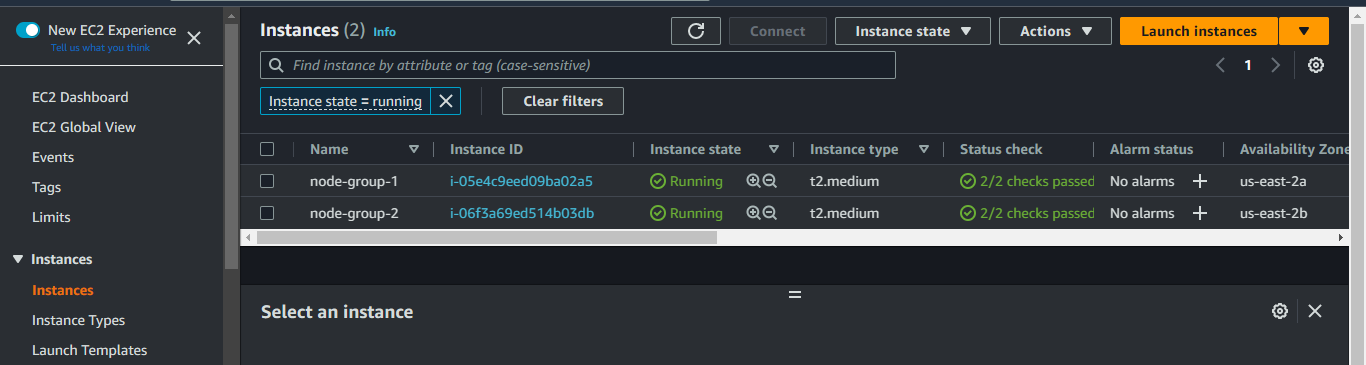 New EC2 Experience
Tell us what you think
EC2 Dashboard
EC2 Global View
Events
Tags
Limits
Instances
Instances
Instance Types
Launch Templates
Instances (2) Info
Connect Instance state Actions Launch instances
Find instance by attribute or tag (case-sensitive)
1
Instance state = running
Clear filters
Name Instance ID Instance state Instance type Status check Alarm status Availability Zone
node-group-1 i-05e4c9eed09ba02a5 Running t2.medium 2/2 checks passed No alarms us-east-2a
node-group-2 i-06f3a69ed514b03db Running t2.medium 2/2 checks passed No alarms us-east-2b
Select an instance